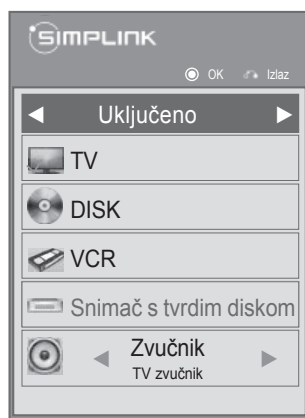 SIMPLINK
OK Izlaz
Uključeno
TV
DISK
VCR
Snimač s tvrdim diskom
Zvučnik
TV zvučnik